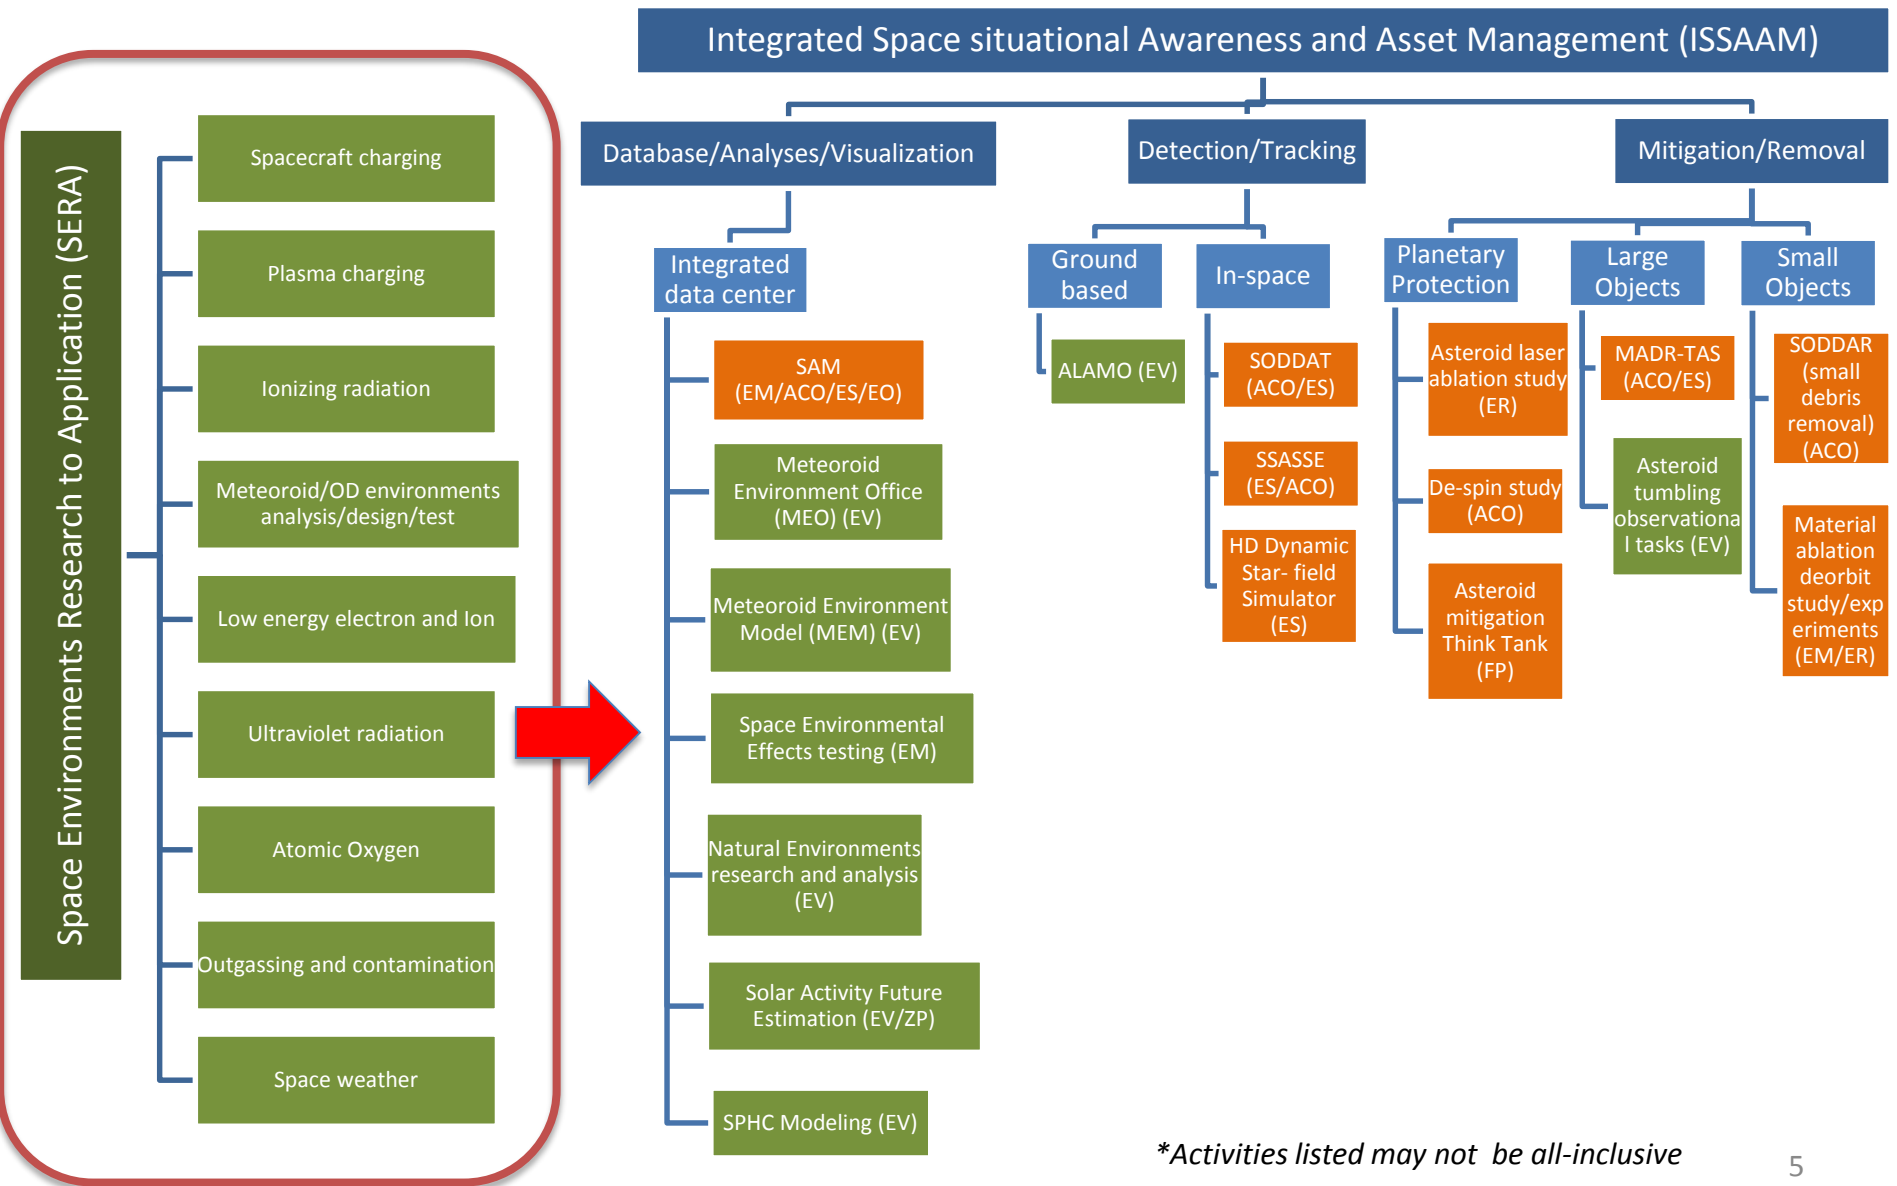 Integrated Space situational Awareness and Asset Management (ISSAAM)
Space Environments Research to Application (SERA)
Spacecraft charging
Plasma charging
Ionizing radiation
Meteoroid/OD environments
analysis/design/test
Low energy electron and Ion
Ultraviolet radiation
Atomic Oxygen
Outgassing and contamination
Space weather
Database/Analyses/Visualization
Integrated
data center
SAM
(EM/ACO/ES/EO)
Meteoroid
Environment Office
(MEO) (EV)
Meteoroid Environment
Model (MEM) (EV)
Space Environmental
Effects testing (EM)
Natural Environments
research and analysis
(EV)
Solar Activity Future
Estimation (EV/ZP)
SPHC Modeling (EV)
Detection/Tracking
Ground
based
ALAMO (EV)
In-space
SODDAT
(ACO/ES)
SSASSE
(ES/ACO)
HD Dynamic
Star- field
Simulator
(ES)
Mitigation/Removal
Planetary
Protection
Asteroid laser
ablation study
(ER)
De-spin study
(ACO)
Asteroid
mitigation
Think Tank
(FP)
Large
Objects
MADR-TAS
(ACO/ES)
Asteroid
tumbling
observationa
l tasks (EV)
Small
Objects
SODDAR
(small
debris
removal)
(ACO)
Material
ablation
deorbit
study/exp
eriments
(EM/ER)
*Activities listed may not  be all-inclusive
5